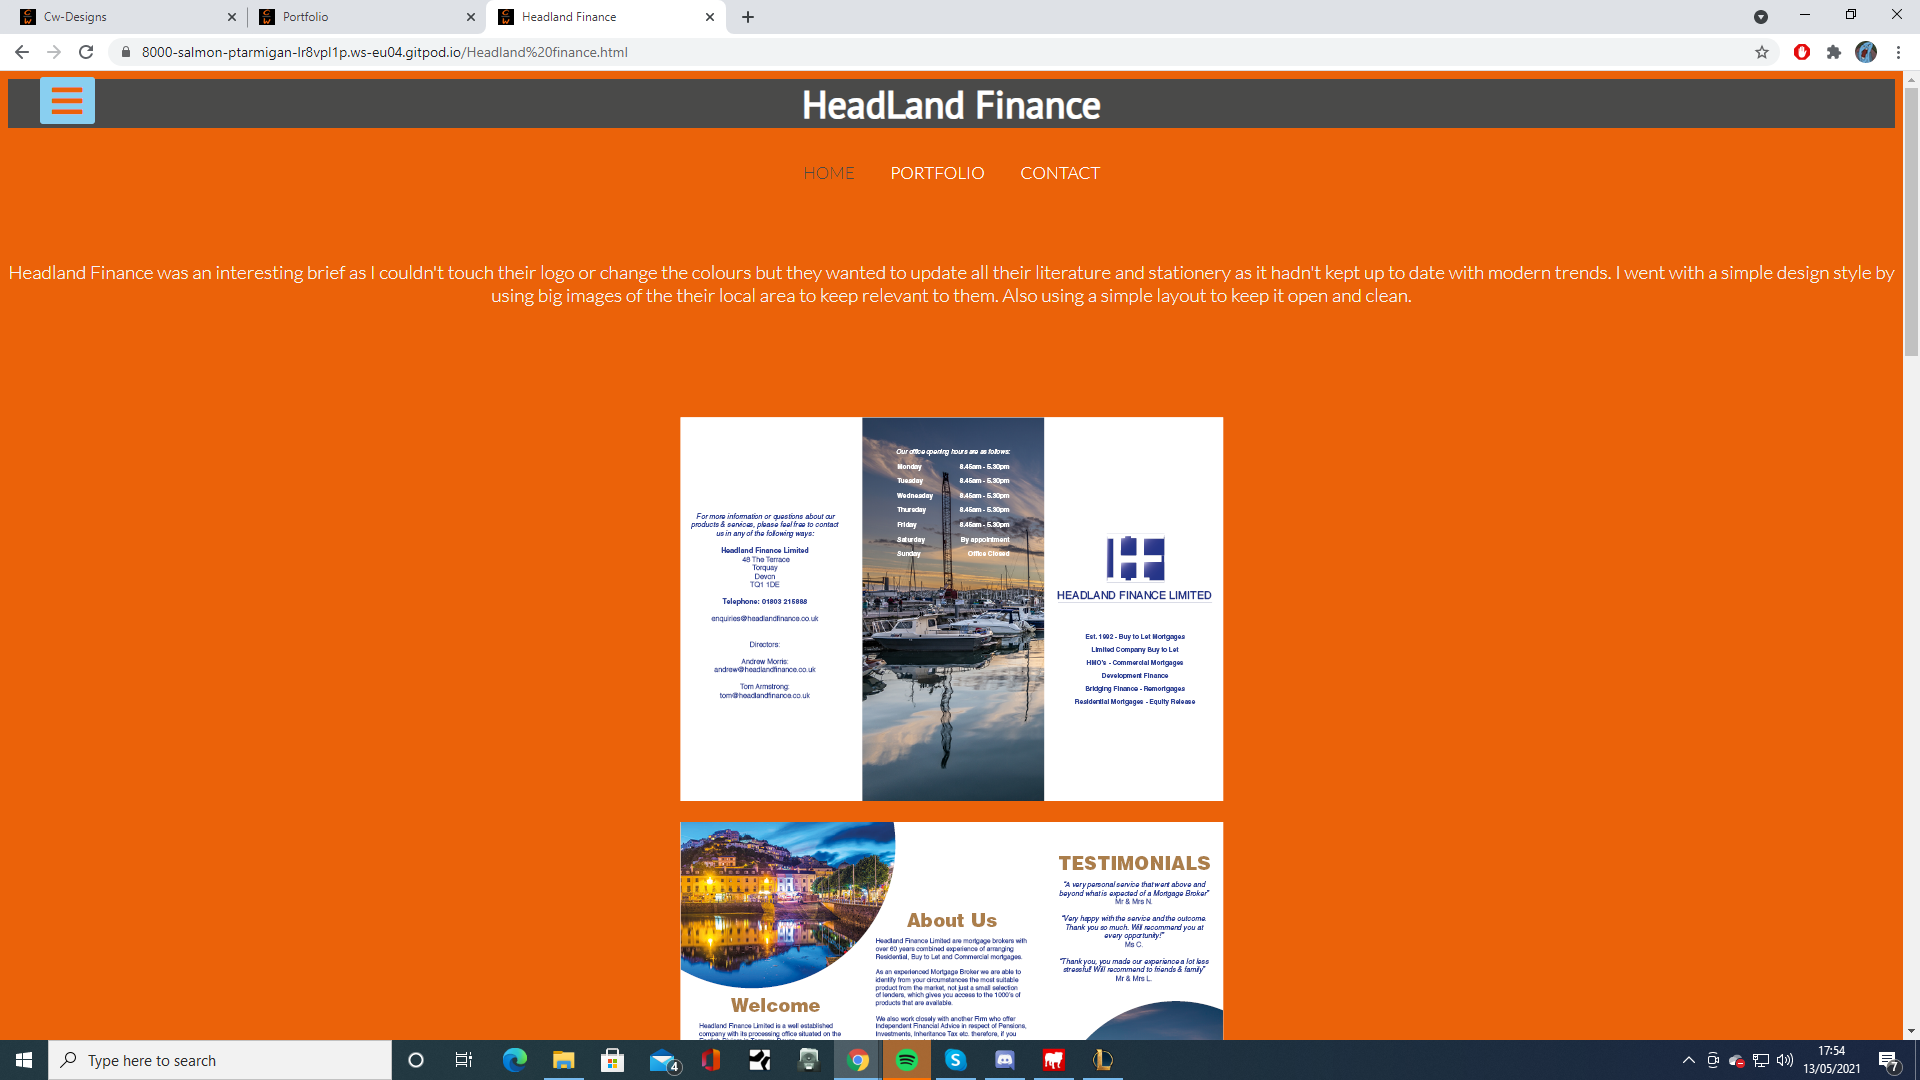 Cw-Designs
Portfolio
Headland Finance
8000-salmon-ptarmigan-lr8vpl1p.ws-eu04.gitpod.io/Headland%20finance.html
HeadLand Finance
HOME PORTFOLIO CONTACT
Headland Finance was an interesting brief as I couldn't touch their logo or change the colours but they wanted to update all their literature and stationery as it hadn't kept up to date with modern trends. I went with a simple design style by
using big images of the their local area to keep relevant to them. Also using a simple layout to keep it open and clean.
For more information or questions about our
products & services, please feel free to contact
us in any of the following ways:
Headland Finance Limited
48 The Terrace
Torquay
Devon
TQ1 1DE
Telephone: 01803 215888
enquiries@headlandfinance.co.uk
Directors:
Andrew Morris:
andrew@headlandfinance.co.uk
Tom Armstrong:
tom@headlandfinance.co.uk
Our office opening hours are as follows:
Monday 8.45am - 5.30pm
Tuesday 8.45am - 5.30pm
Wednesday 8.45am - 5.30pm
Thursday 8.45am - 5.30pm
Friday 8.45am - 5.30pm
Saturday By appointment
Sunday Office Closed
HEADLAND FINANCE LIMITED
Est. 1992 - Buy to Let Mortgages
Limited Company Buy to Let
HMO's - Commercial Mortgages
Development Finance
Bridging Finance - Remortgages
Residential Mortgages - Equity Release
Welcome
Headland Finance Limited is a well established
company with its processing office situated on the
English Riviera in Torquay, Devon.
About Us
Headland Finance Limited are mortgage brokers with
over 60 years combined experience of arranging
Residential, Buy to Let and Commercial mortgages.
As an experienced Mortgage Broker we are able to
identify from your circumstances the most suitable
product from the market, not just a small selection
of lenders, which gives you access to the 1000's of
products that are available.
We also work closely with another Firm who offer
Independent Financial Advice in respect of Pensions,
Investments, Inheritance Tax etc. therefore, if you
TESTIMONIALS
"A very personal service that went above and
beyond what is expected of a Mortgage Broker"
Mr & Mrs N.
"Very happy with the service and the outcome.
Thank you so much. Will recommend you at
every opportunity!"
Ms C.
"Thank you, you made our experience a lot less
stressful! Will recommend to friends & family"
Mr & Mrs L.
Type here to search
4
17:54
13/05/2021
7